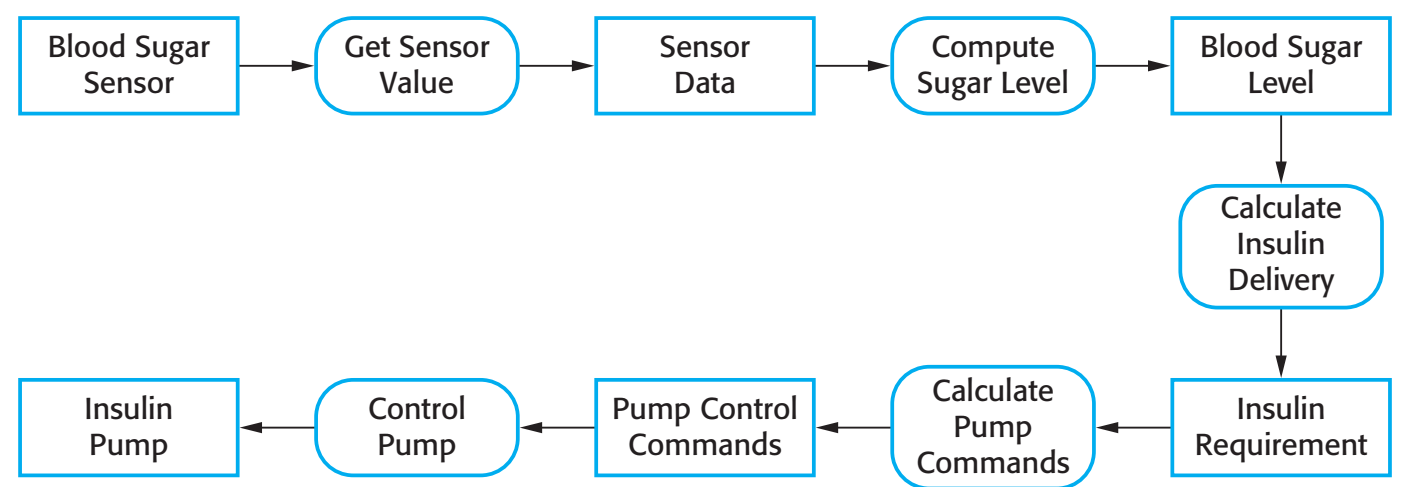 Blood Sugar
Sensor
Get Sensor
Value
Sensor
Data
Compute
Sugar Level
Blood Sugar
Level
Calculate
Insulin
Delivery
Insulin
Requirement
Calculate
Pump
Commands
Pump Control
Commands
Control
Pump
Insulin
Pump